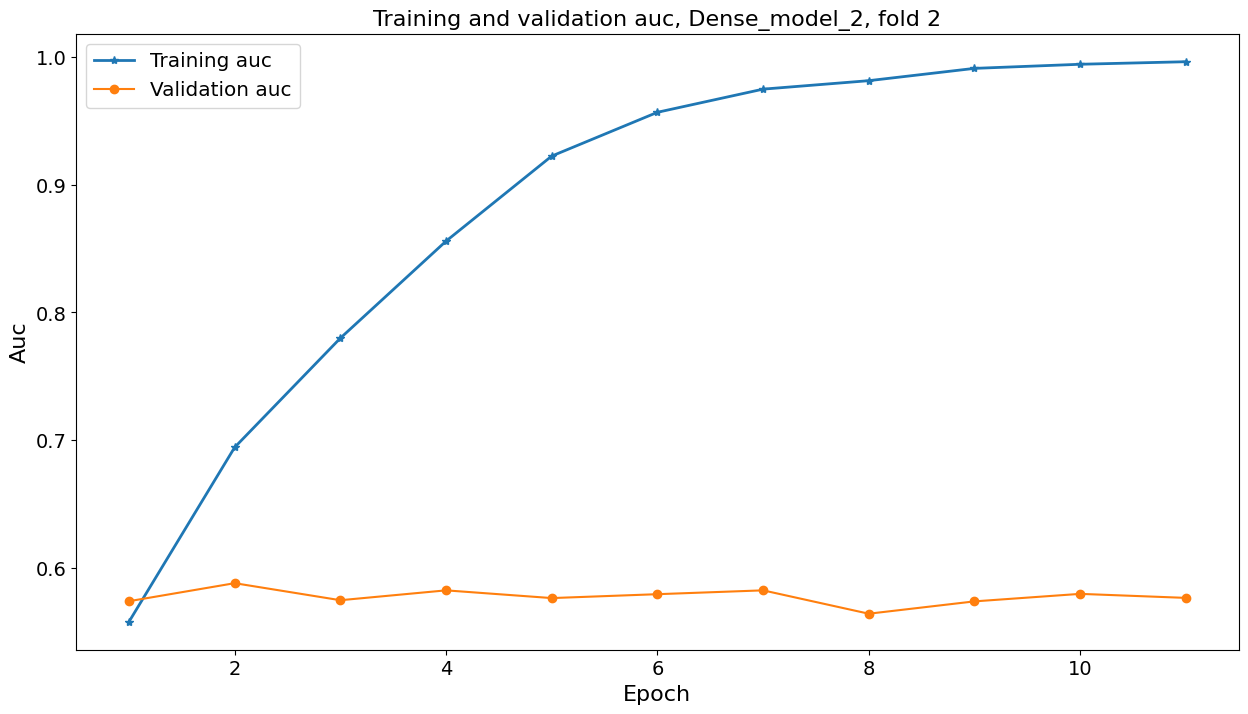 Training and validation auc, Dense_model_2, fold 2
Training auc
Validation auc
1.0
0.9
0.8
0.7
0.6
Auc
2 4 6 8 10
Epoch